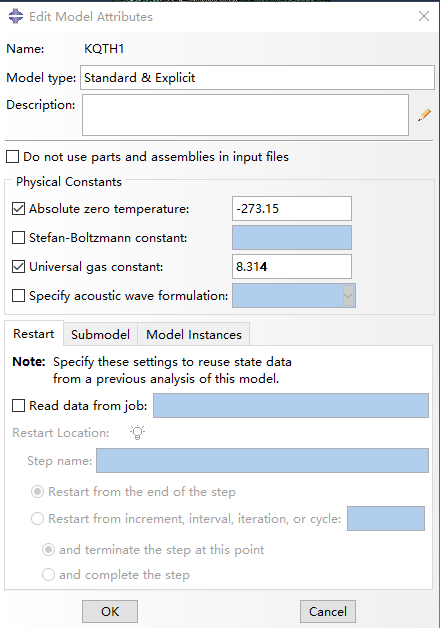 Edit Model Attributes
Name: KQTH1
Model type: Standard & Explicit
Description:
Do not use parts and assemblies in input files
Physical Constants
Absolute zero temperature: -273.15
Stefan-Boltzmann constant:
Universal gas constant: 8.314
Specify acoustic wave formulation:
Restart Submodel Model Instances
Note: Specify these settings to reuse state data
from a previous analysis of this model.
Read data from job:
Restart Location:
Step name:
Restart from the end of the step
Restart from increment, interval, iteration, or cycle:
and terminate the step at this point
and complete the step
OK Cancel